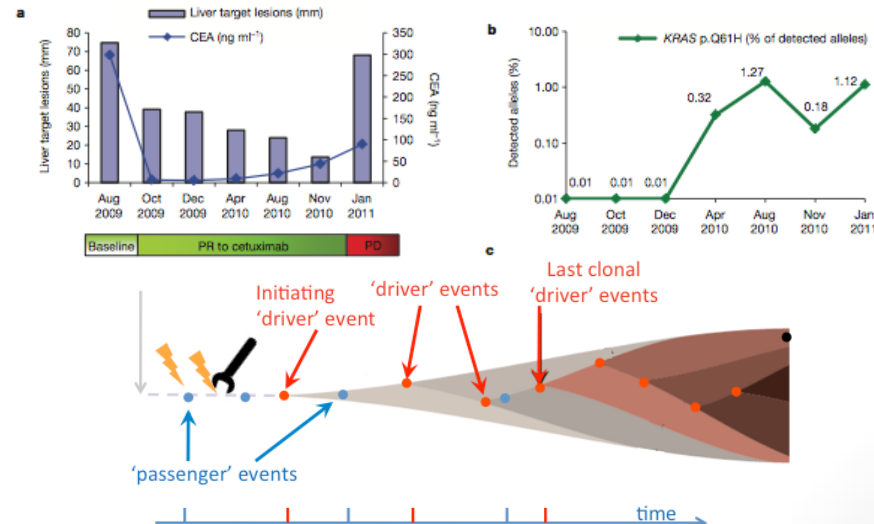 a
Liver target lesions (mm)
CEA (ng ml⁻¹)
Liver target lesions (mm)
80
70
60
50
40
30
20
10
0
350
300
250
200
150
100
50
0
CEA (ng ml⁻¹)
Aug 2009
Oct 2009
Dec 2009
Apr 2010
Aug 2010
Nov 2010
Jan 2011
Baseline
PR to cetuximab
PD
b
KRAS p.Q61H (% of detected alleles)
Detected alleles (%)
10.00
1.00
0.10
0.01
0.01
0.01
0.01
0.32
1.27
0.18
1.12
Aug 2009
Oct 2009
Dec 2009
Apr 2010
Aug 2010
Nov 2010
Jan 2011
c
Initiating
‘driver’ event
‘driver’ events
Last clonal
‘driver’ events
‘passenger’ events
time